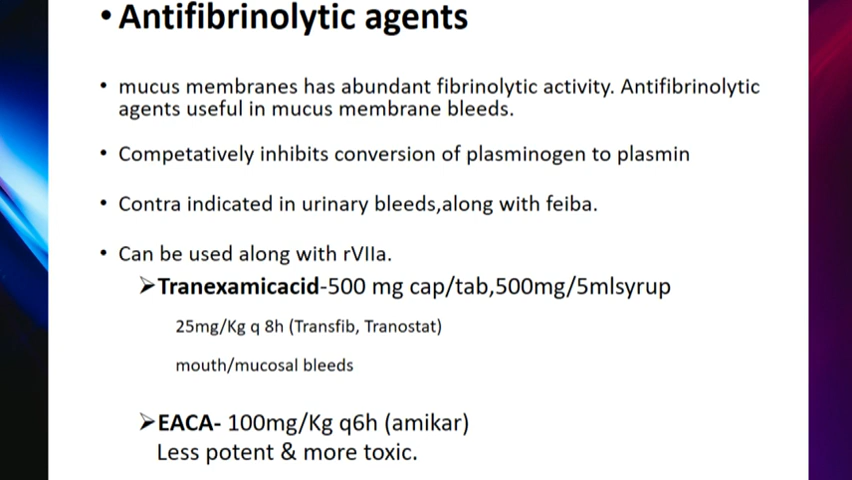 • Antifibrinolytic agents
• mucus membranes has abundant fibrinolytic activity. Antifibrinolytic
agents useful in mucus membrane bleeds.
• Competatively inhibits conversion of plasminogen to plasmin
• Contra indicated in urinary bleeds,along with feiba.
• Can be used along with rVIIa.
➢Tranexamicacid-500 mg cap/tab,500mg/5mlsyrup
25mg/Kg q 8h (Transfib, Tranostat)
mouth/mucosal bleeds
➢EACA- 100mg/Kg q6h (amikar)
Less potent & more toxic.